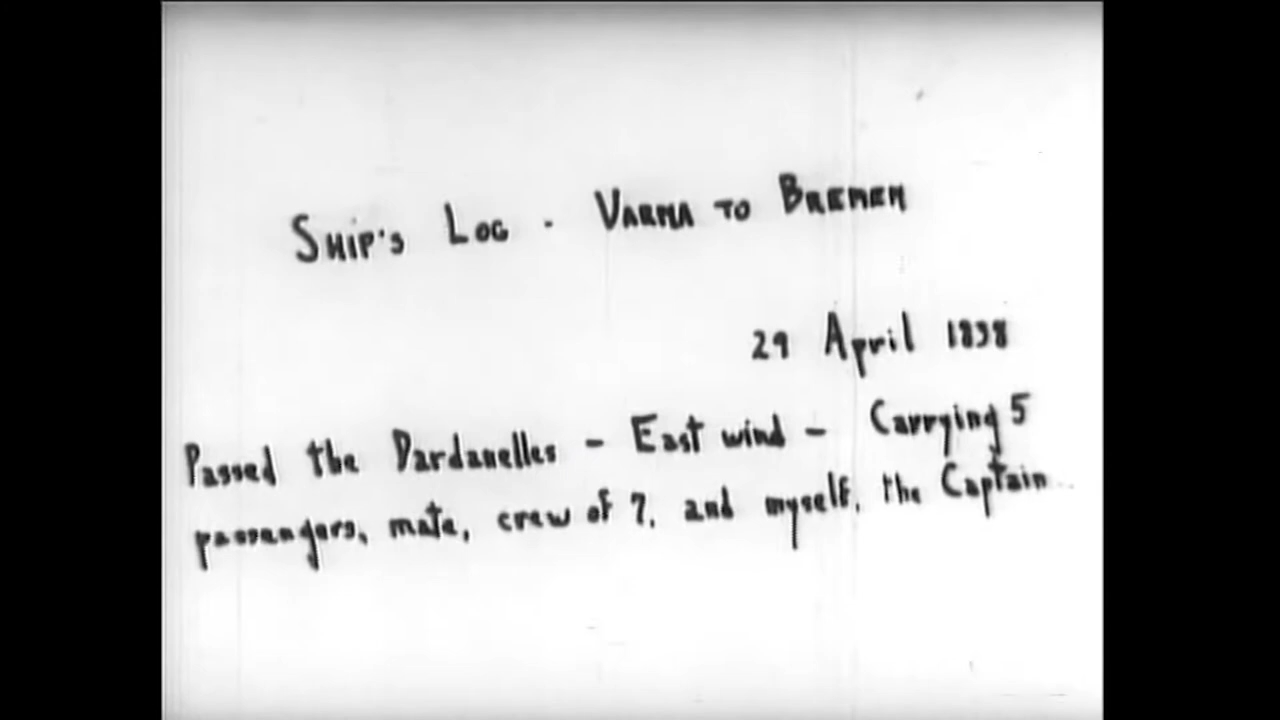 Ship's Log - Varna to Bremen
29 April 1838
Passed the Dardanelles - East wind - Carrying 5
passengers, mate, crew of 7, and myself, the Captain